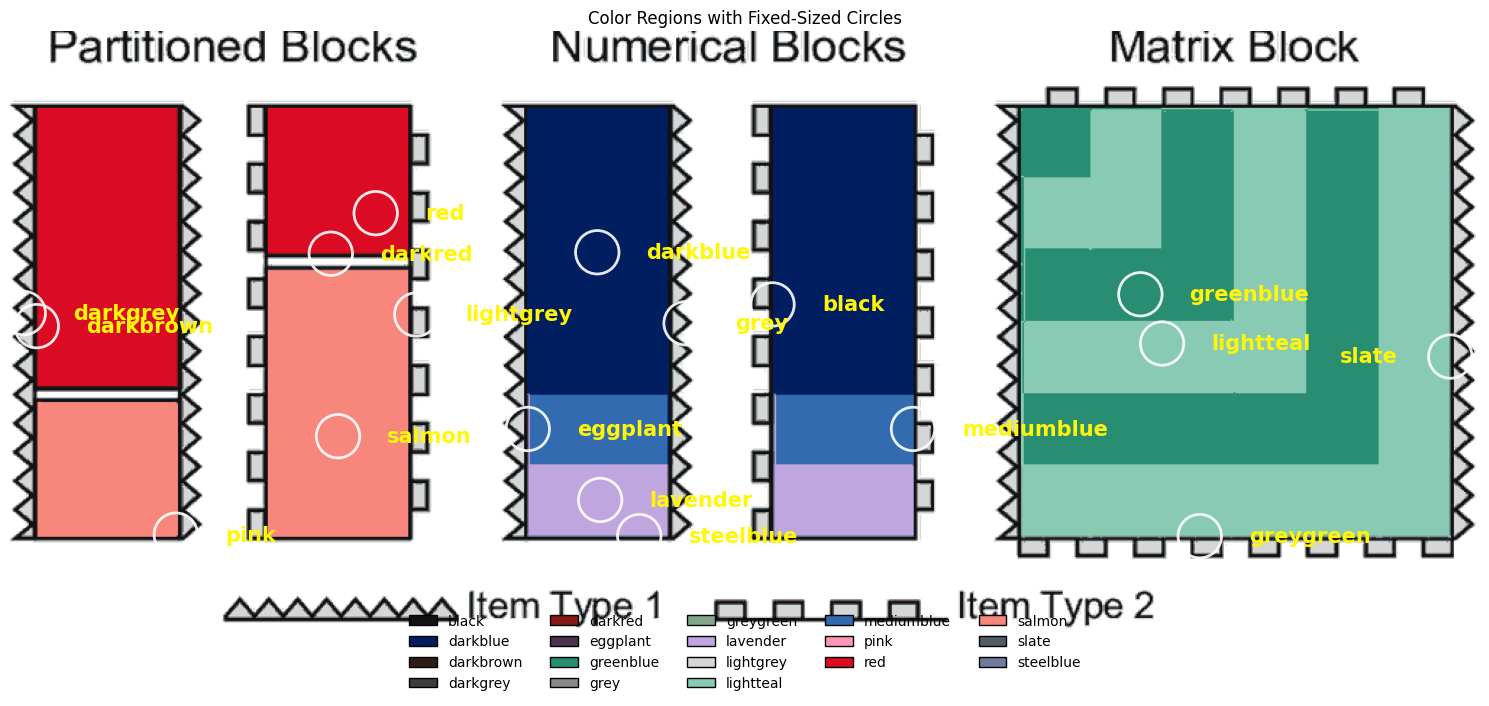 Color Regions with Fixed-Sized Circles
Partitioned Blocks
Numerical Blocks
Matrix Block
red
darkred
darkblue
darkgrey
darkbrown
lightgrey
black
grey
greenblue
lightteal
slate
salmon
eggplant
mediumblue
lavender
pink
steelblue
greygreen
Item Type 1
Item Type 2
black
darkblue
darkbrown
darkgrey
darkred
eggplant
greenblue
grey
greygreen
lavender
lightgrey
lightteal
mediumblue
pink
red
salmon
slate
steelblue